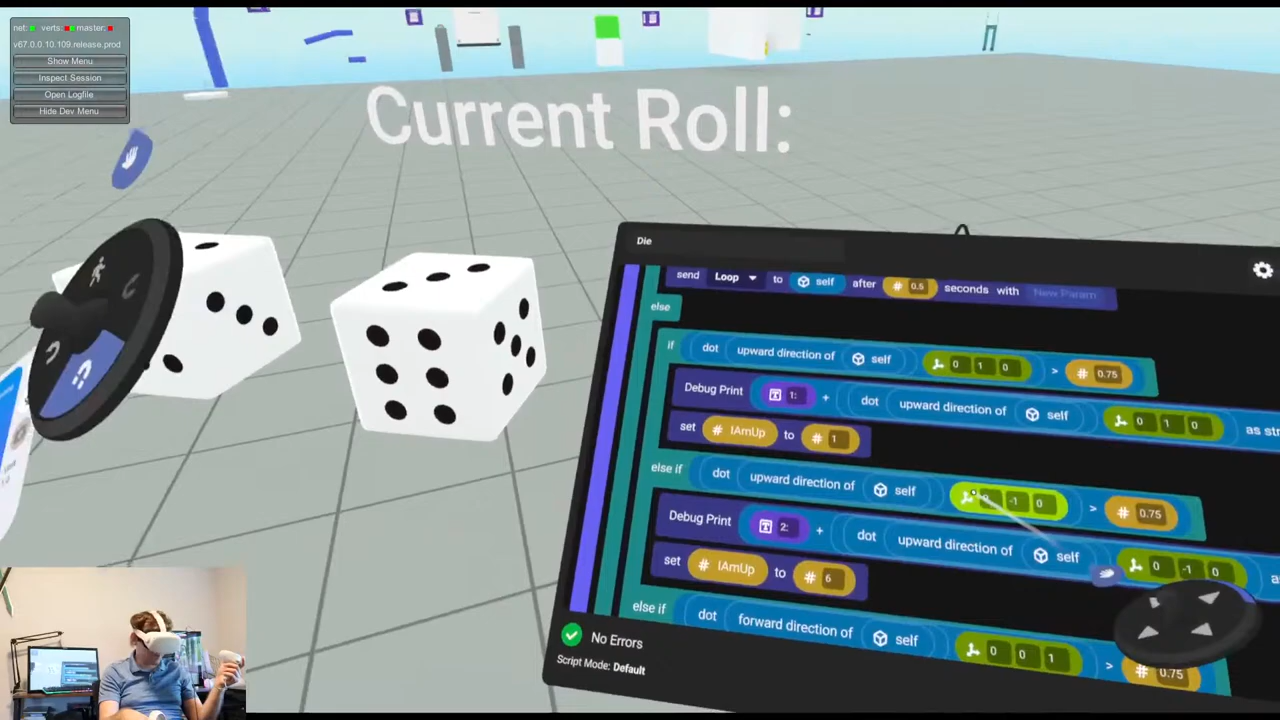 net: verts: master:
v67.0.0.10.109.release.prod
Show Menu
Inspect Session
Open Logfile
Hide Dev Menu
Current Roll:
Die
send Loop to self after # 0.5 seconds with New Param
else
if dot upward direction of self 0 1 0 > # 0.75
Debug Print 1: + dot upward direction of self 0 1 0 as str
set # IAmUp to # 1
else if dot upward direction of self -1 0 > # 0.75
Debug Print 2: + dot upward direction of self 0 -1 0
set # IAmUp to # 6
else if dot forward direction of self 0 0 1 > # 0.75
No Errors
Script Mode: Default